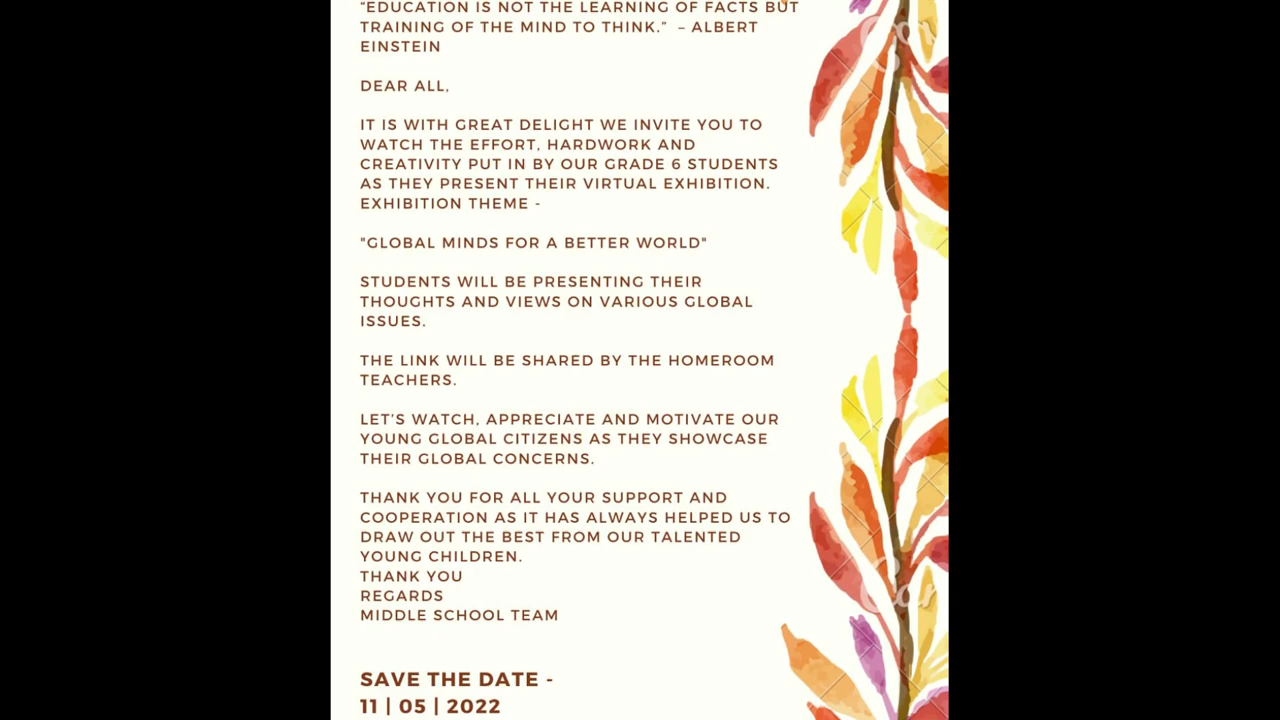 “EDUCATION IS NOT THE LEARNING OF FACTS BUT
TRAINING OF THE MIND TO THINK.” – ALBERT
EINSTEIN
DEAR ALL,
IT IS WITH GREAT DELIGHT WE INVITE YOU TO
WATCH THE EFFORT, HARDWORK AND
CREATIVITY PUT IN BY OUR GRADE 6 STUDENTS
AS THEY PRESENT THEIR VIRTUAL EXHIBITION.
EXHIBITION THEME -
"GLOBAL MINDS FOR A BETTER WORLD"
STUDENTS WILL BE PRESENTING THEIR
THOUGHTS AND VIEWS ON VARIOUS GLOBAL
ISSUES.
THE LINK WILL BE SHARED BY THE HOMEROOM
TEACHERS.
LET’S WATCH, APPRECIATE AND MOTIVATE OUR
YOUNG GLOBAL CITIZENS AS THEY SHOWCASE
THEIR GLOBAL CONCERNS.
THANK YOU FOR ALL YOUR SUPPORT AND
COOPERATION AS IT HAS ALWAYS HELPED US TO
DRAW OUT THE BEST FROM OUR TALENTED
YOUNG CHILDREN.
THANK YOU
REGARDS
MIDDLE SCHOOL TEAM
SAVE THE DATE -
11 | 05 | 2022